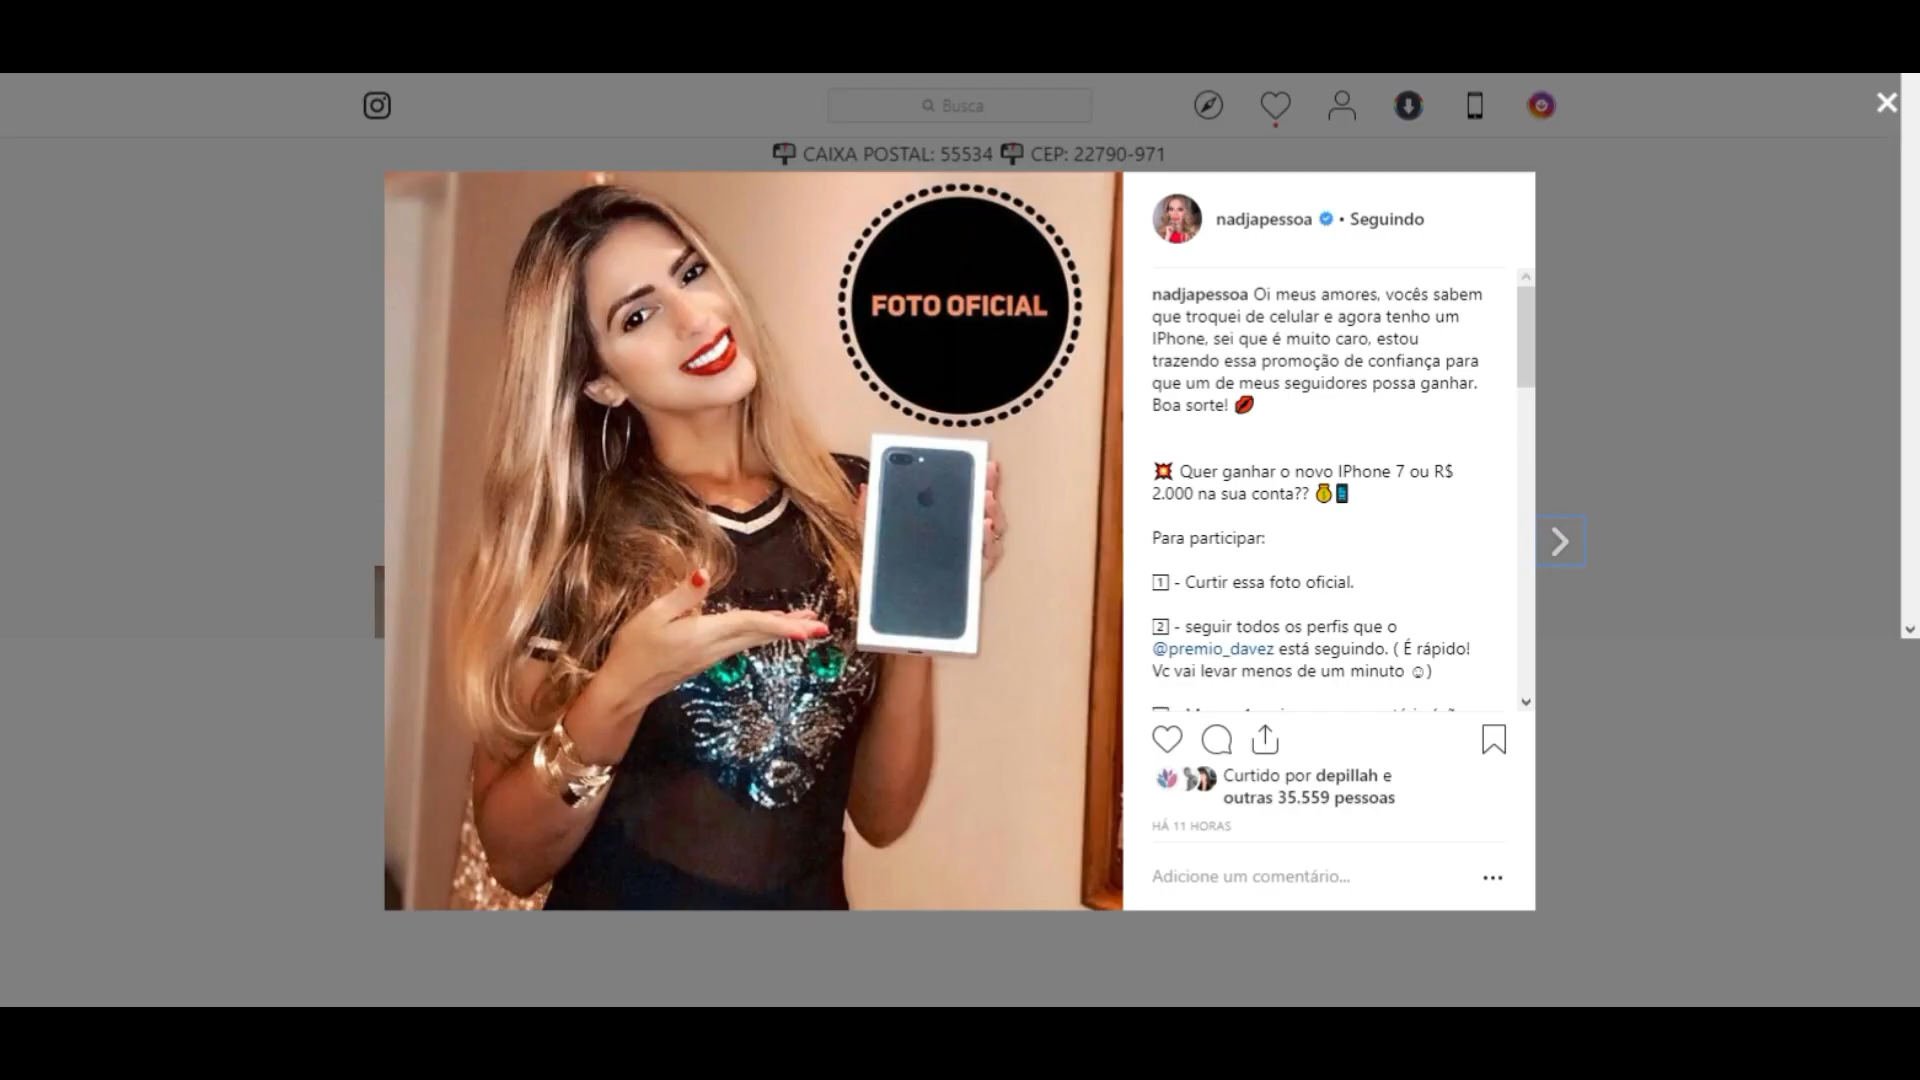 Busca
CAIXA POSTAL: 55534 CEP: 22790-971
FOTO OFICIAL
nadjapessoa • Seguindo
nadjapessoa Oi meus amores, vocês sabem
que troquei de celular e agora tenho um
IPhone, sei que é muito caro, estou
trazendo essa promoção de confiança para
que um de meus seguidores possa ganhar.
Boa sorte! 💋
💥 Quer ganhar o novo IPhone 7 ou R$
2.000 na sua conta?? 💰📱
Para participar:
1️⃣ - Curtir essa foto oficial.
2️⃣ - seguir todos os perfis que o
@premio_davez está seguindo. ( É rápido!
Vc vai levar menos de um minuto ☺)
Curtido por depillah e
outras 35.559 pessoas
HÁ 11 HORAS
Adicione um comentário...